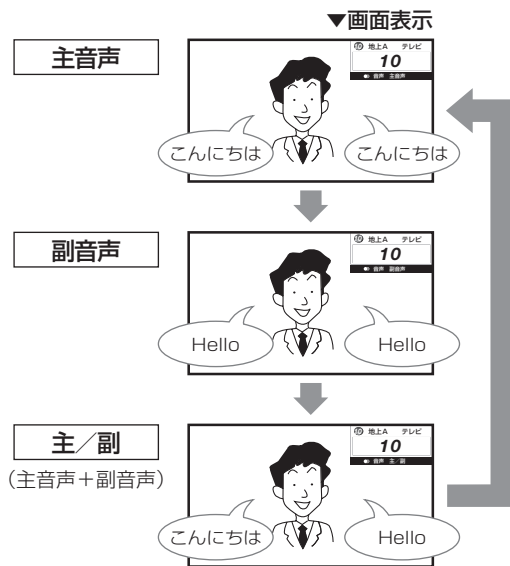 ▼画面表示
主音声
地上A テレビ
10
音声 主音声
こんにちは こんにちは
副音声
地上A テレビ
10
音声 副音声
Hello Hello
主／副
(主音声＋副音声)
地上A テレビ
10
音声 主／副
こんにちは Hello